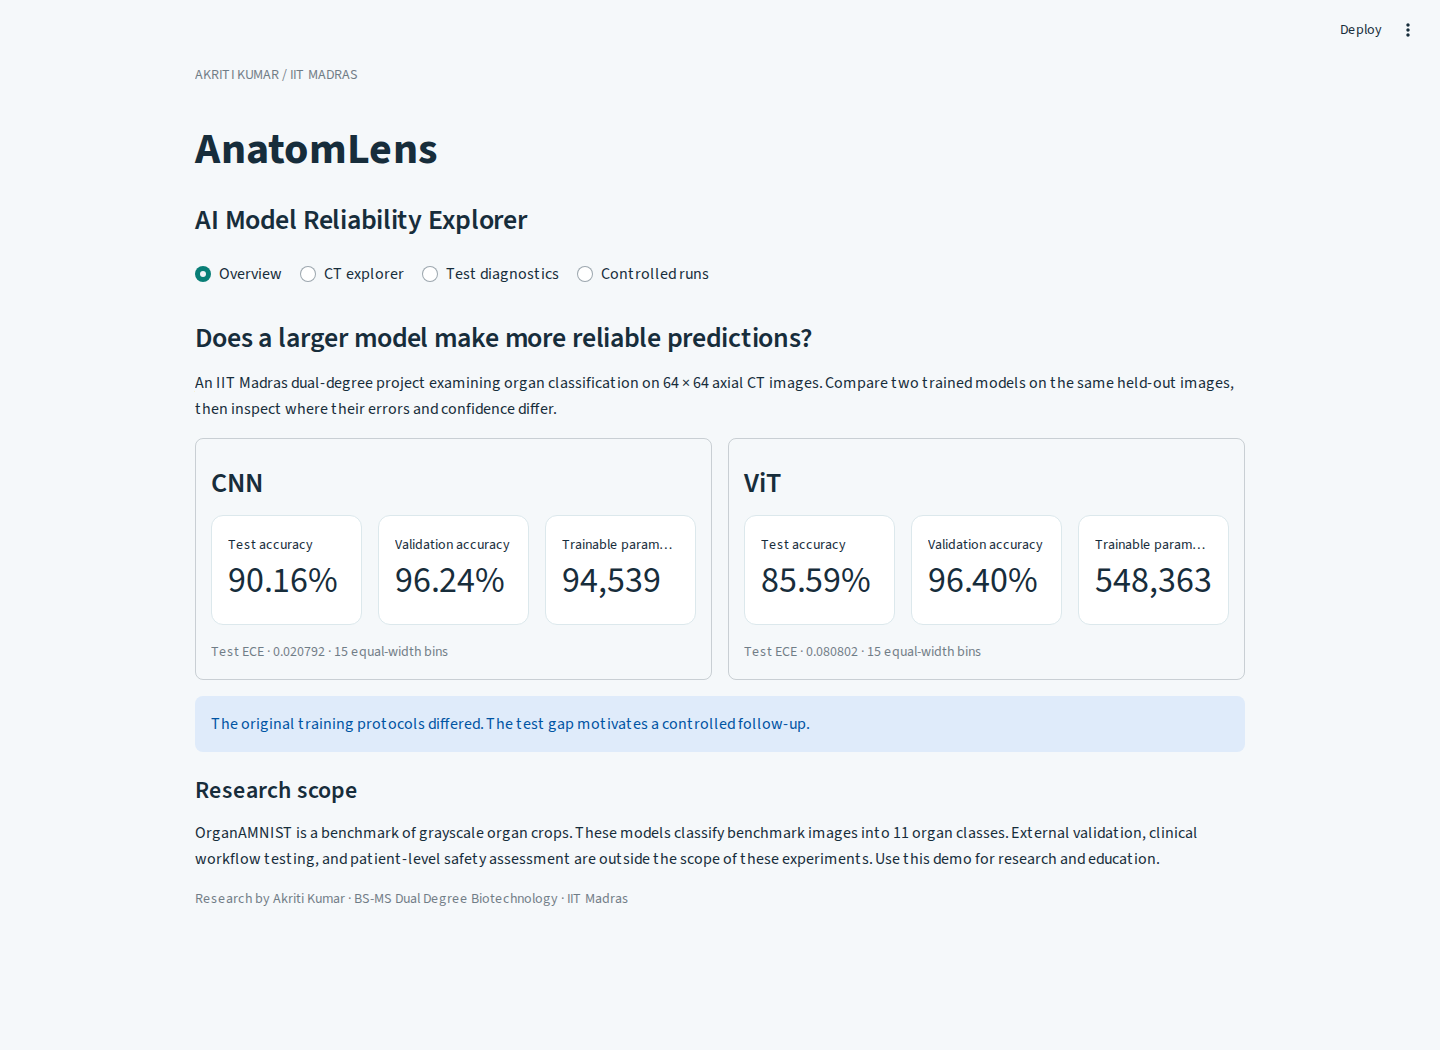 Deploy
AKRITI KUMAR / IIT MADRAS
AnatomLens
AI Model Reliability Explorer
Overview CT explorer Test diagnostics Controlled runs
Does a larger model make more reliable predictions?
An IIT Madras dual-degree project examining organ classification on 64 × 64 axial CT images. Compare two trained models on the same held-out images,
then inspect where their errors and confidence differ.
CNN
Test accuracy Validation accuracy Trainable param…
90.16% 96.24% 94,539
Test ECE · 0.020792 · 15 equal-width bins
ViT
Test accuracy Validation accuracy Trainable param…
85.59% 96.40% 548,363
Test ECE · 0.080802 · 15 equal-width bins
The original training protocols differed. The test gap motivates a controlled follow-up.
Research scope
OrganAMNIST is a benchmark of grayscale organ crops. These models classify benchmark images into 11 organ classes. External validation, clinical
workflow testing, and patient-level safety assessment are outside the scope of these experiments. Use this demo for research and education.
Research by Akriti Kumar · BS-MS Dual Degree Biotechnology · IIT Madras